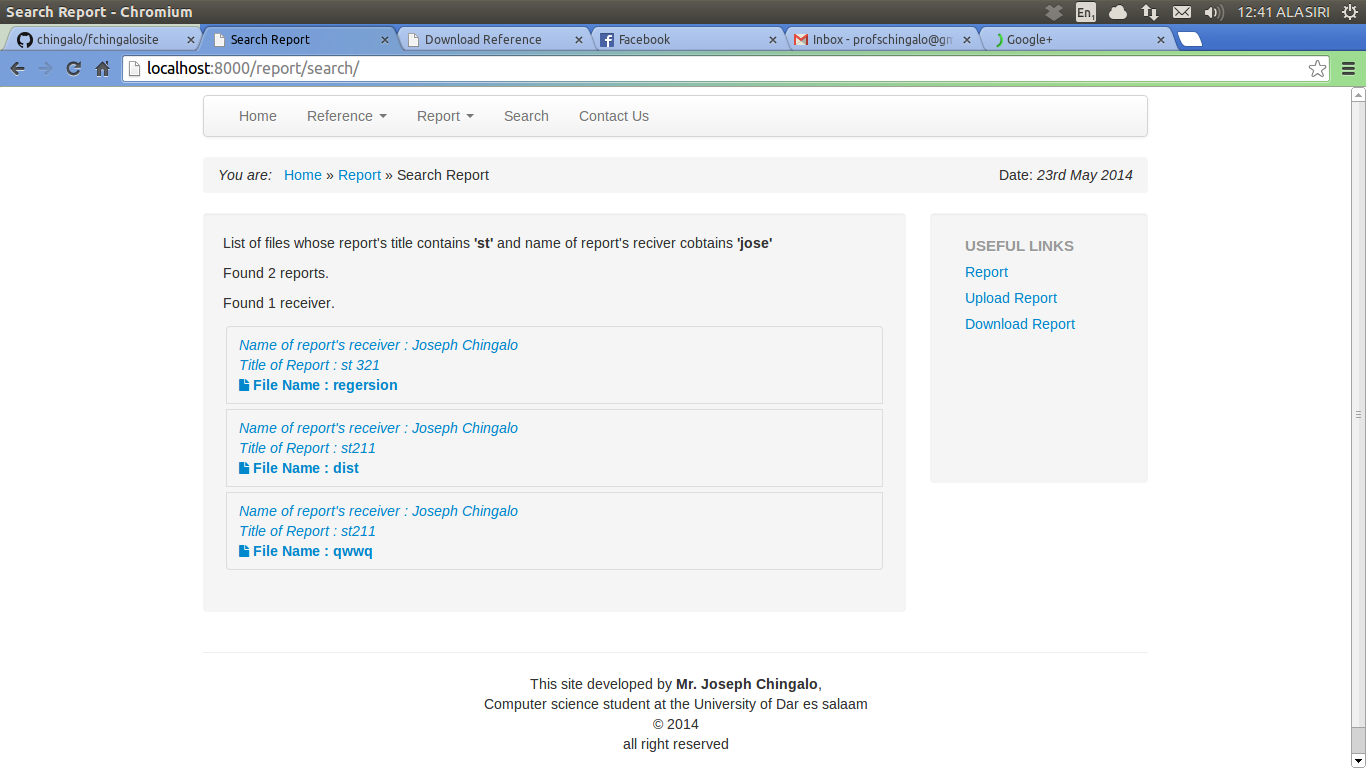 Search Report - Chromium
En1
12:41 ALASIRI
chingalo/fchingalosite
Search Report
Download Reference
Facebook
Inbox - profschingalo@gm
Google+
localhost:8000/report/search/
Home Reference Report Search Contact Us
You are: Home » Report » Search Report
Date: 23rd May 2014
List of files whose report's title contains 'st' and name of report's reciver cobtains 'jose'
Found 2 reports.
Found 1 receiver.
Name of report's receiver : Joseph Chingalo
Title of Report : st 321
File Name : regersion
Name of report's receiver : Joseph Chingalo
Title of Report : st211
File Name : dist
Name of report's receiver : Joseph Chingalo
Title of Report : st211
File Name : qwwq
USEFUL LINKS
Report
Upload Report
Download Report
This site developed by Mr. Joseph Chingalo,
Computer science student at the University of Dar es salaam
© 2014
all right reserved